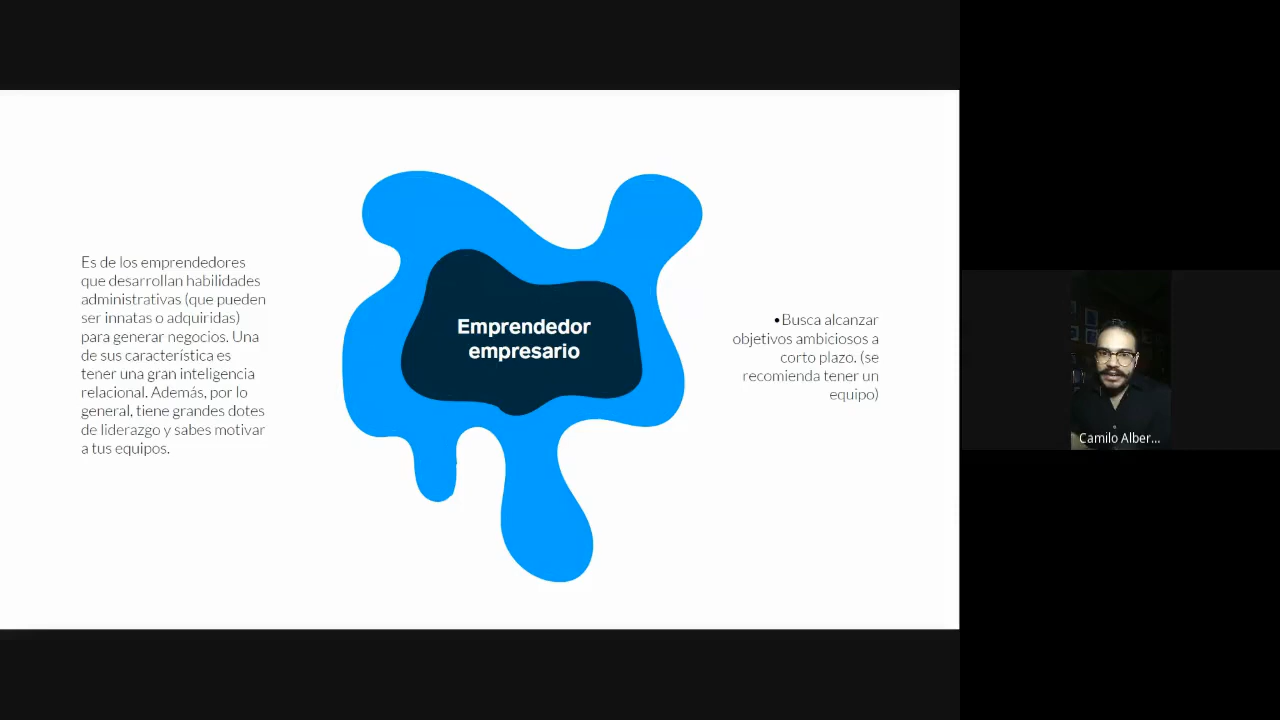 Es de los emprendedores
que desarrollan habilidades
administrativas (que pueden
ser innatas o adquiridas)
para generar negocios. Una
de sus característica es
tener una gran inteligencia
relacional. Además, por lo
general, tiene grandes dotes
de liderazgo y sabes motivar
a tus equipos.
Emprendedor
empresario
•Busca alcanzar
objetivos ambiciosos a
corto plazo. (se
recomienda tener un
equipo)
Camilo Alber...